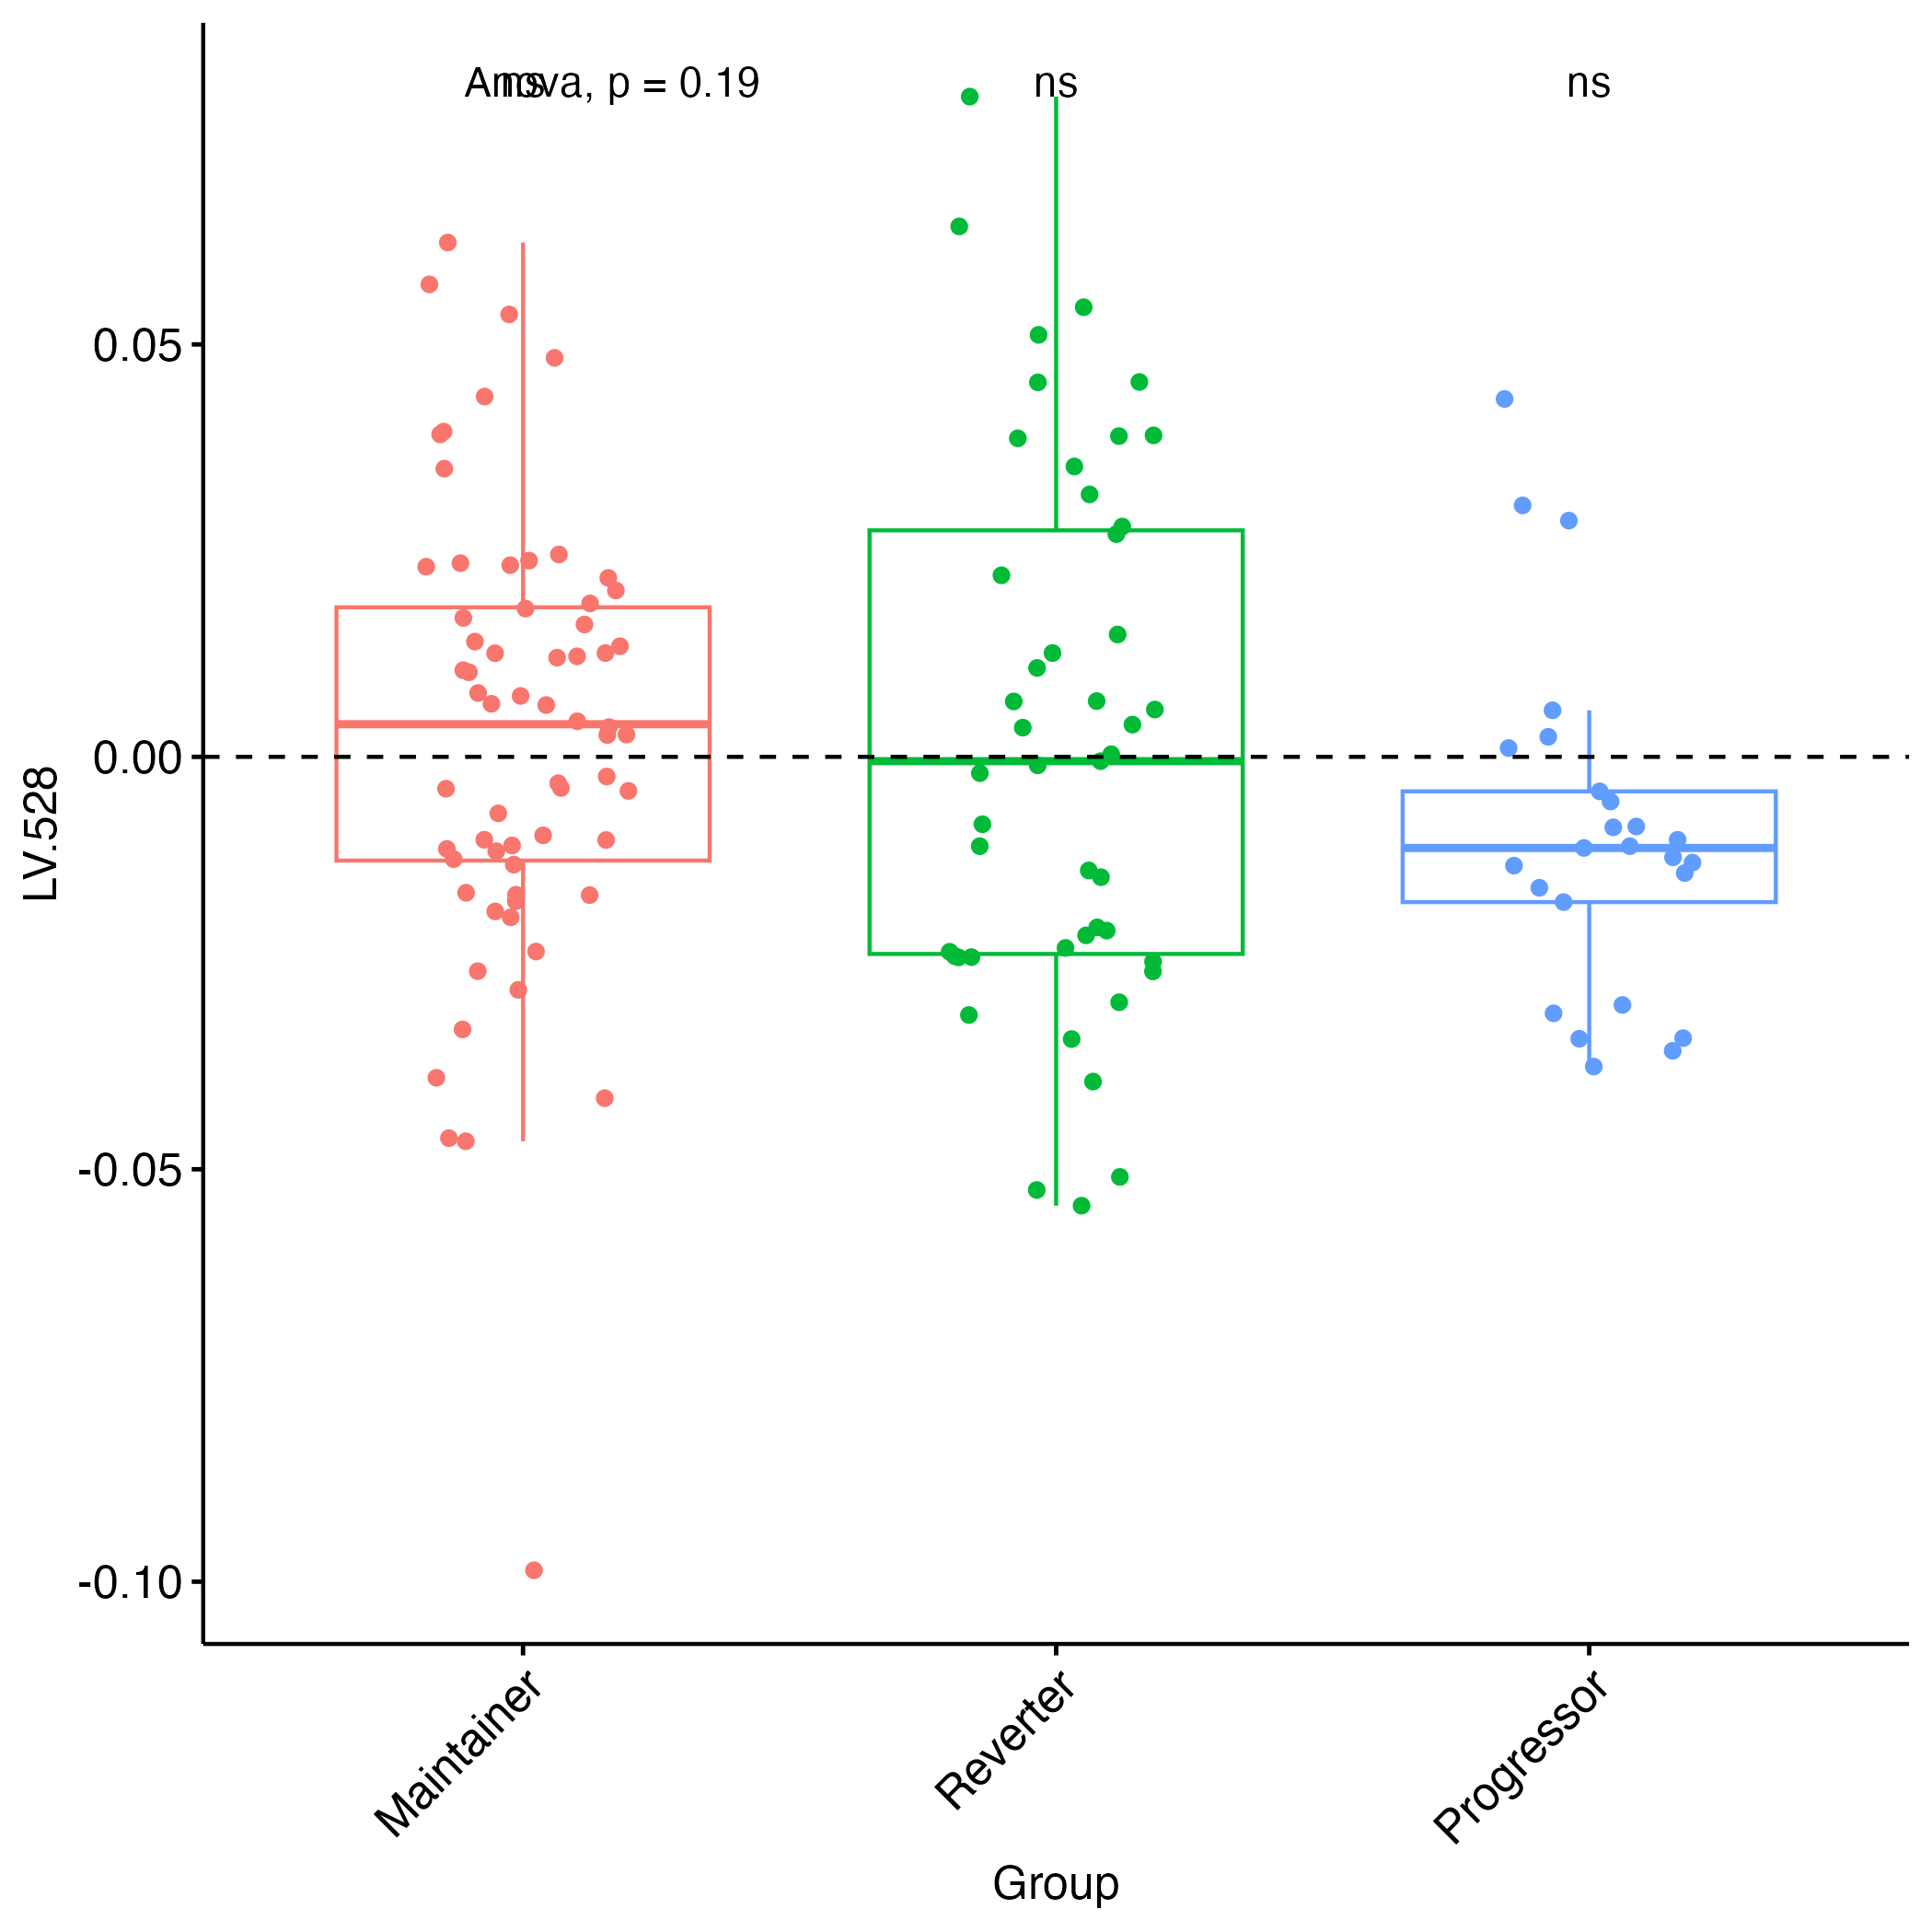 Anova, p = 0.19
ns
ns
ns
0.05
0.00
-0.05
-0.10
LV.528
Maintainer
Reverter
Progressor
Group